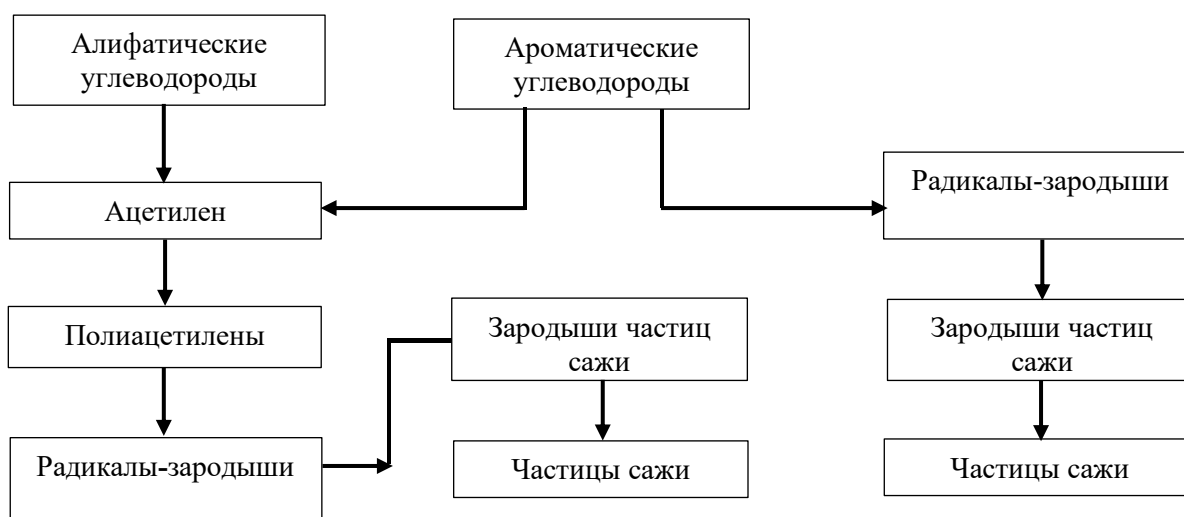 Алифатические
углеводороды
Ароматические
углеводороды
Ацетилен
Радикалы-зародыши
Полиацетилены
Зародыши частиц
сажи
Зародыши частиц
сажи
Радикалы-зародыши
Частицы сажи
Частицы сажи